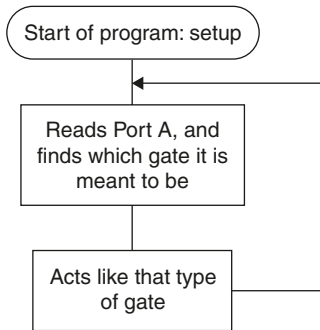 Start of program: setup
Reads Port A, and
finds which gate it is
meant to be
Acts like that type
of gate